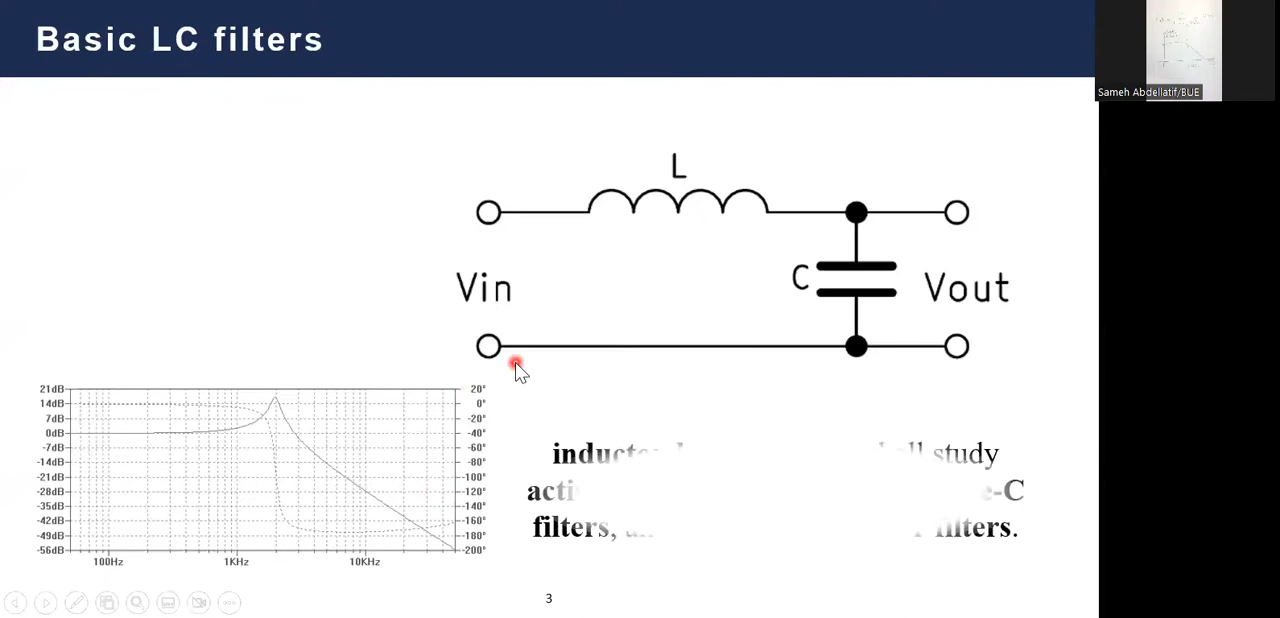 Basic LC filters
Sameh Abdellatif/BUE
L
C
Vin
Vout
21dB
14dB
7dB
0dB
-7dB
-14dB
-21dB
-28dB
-35dB
-42dB
-49dB
-56dB
20°
0°
-20°
-40°
-60°
-80°
-100°
-120°
-140°
-160°
-180°
-200°
100Hz
1KHz
10KHz
study
-C
filters,
filters.
3